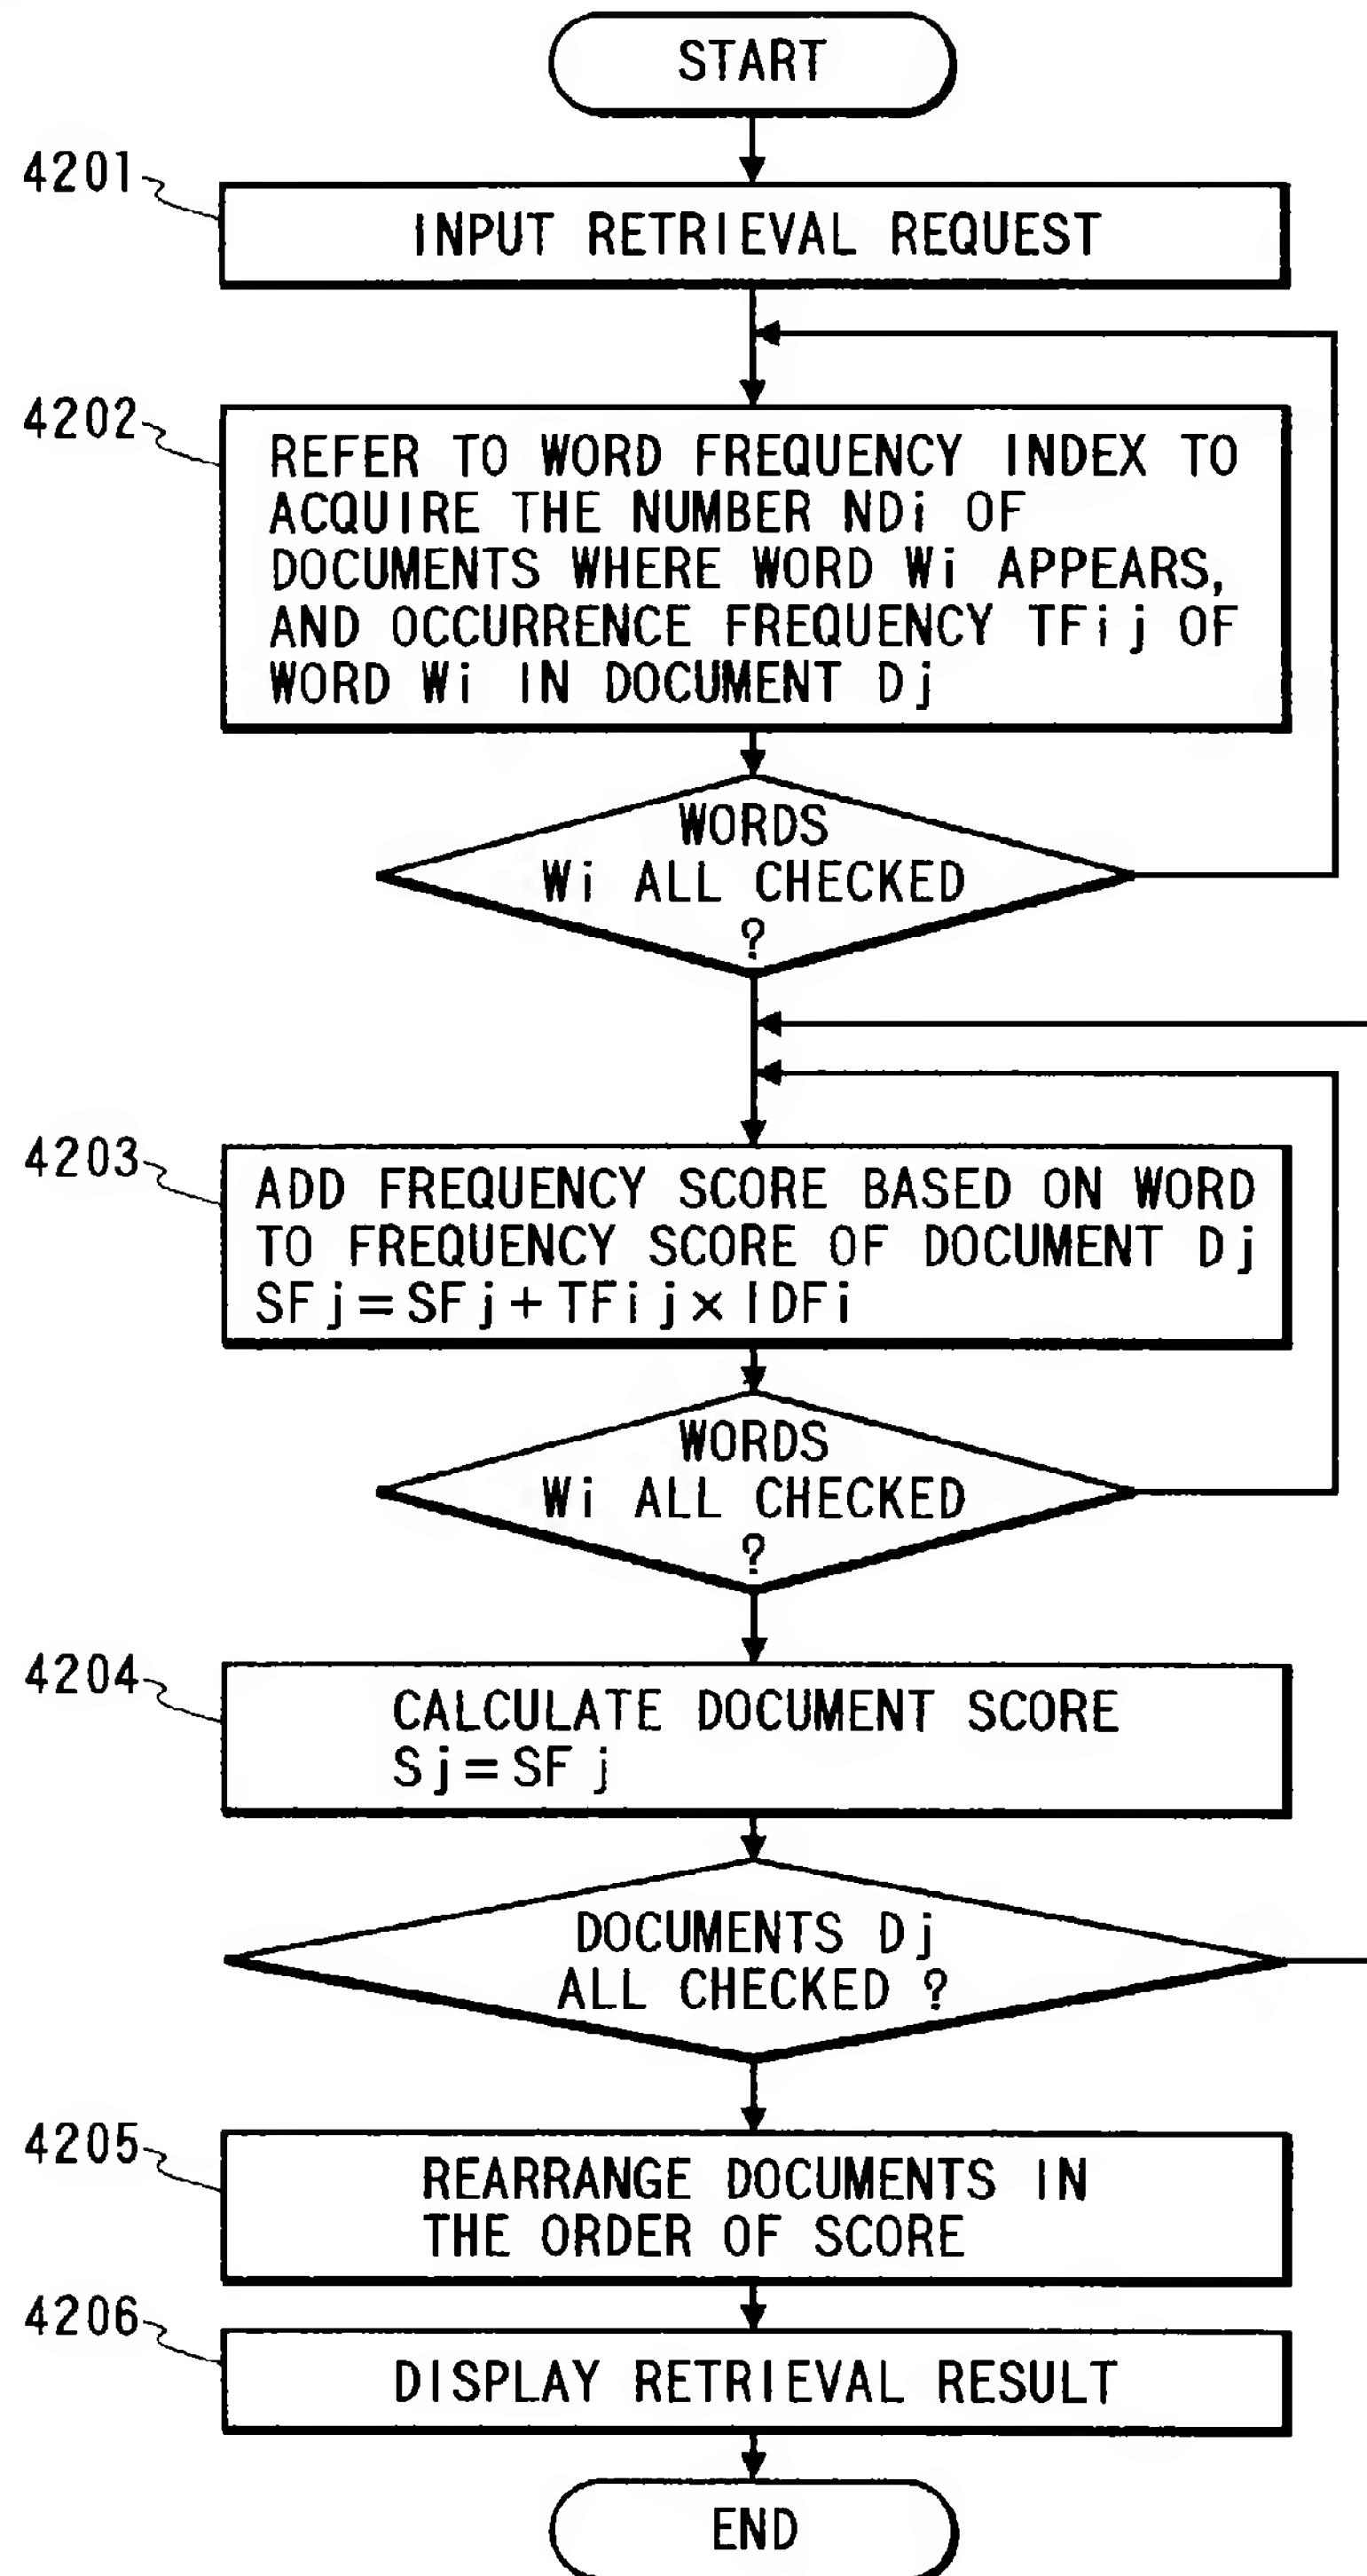 START
4201
INPUT RETRIEVAL REQUEST
4202
REFER TO WORD FREQUENCY INDEX TO
ACQUIRE THE NUMBER NDi OF
DOCUMENTS WHERE WORD Wi APPEARS,
AND OCCURRENCE FREQUENCY TFij OF
WORD Wi IN DOCUMENT Dj
WORDS
Wi ALL CHECKED
?
4203
ADD FREQUENCY SCORE BASED ON WORD
TO FREQUENCY SCORE OF DOCUMENT Dj
SFj=SFj+TFij×IDFi
WORDS
Wi ALL CHECKED
?
4204
CALCULATE DOCUMENT SCORE
Sj=SFj
DOCUMENTS Dj
ALL CHECKED ?
4205
REARRANGE DOCUMENTS IN
THE ORDER OF SCORE
4206
DISPLAY RETRIEVAL RESULT
END